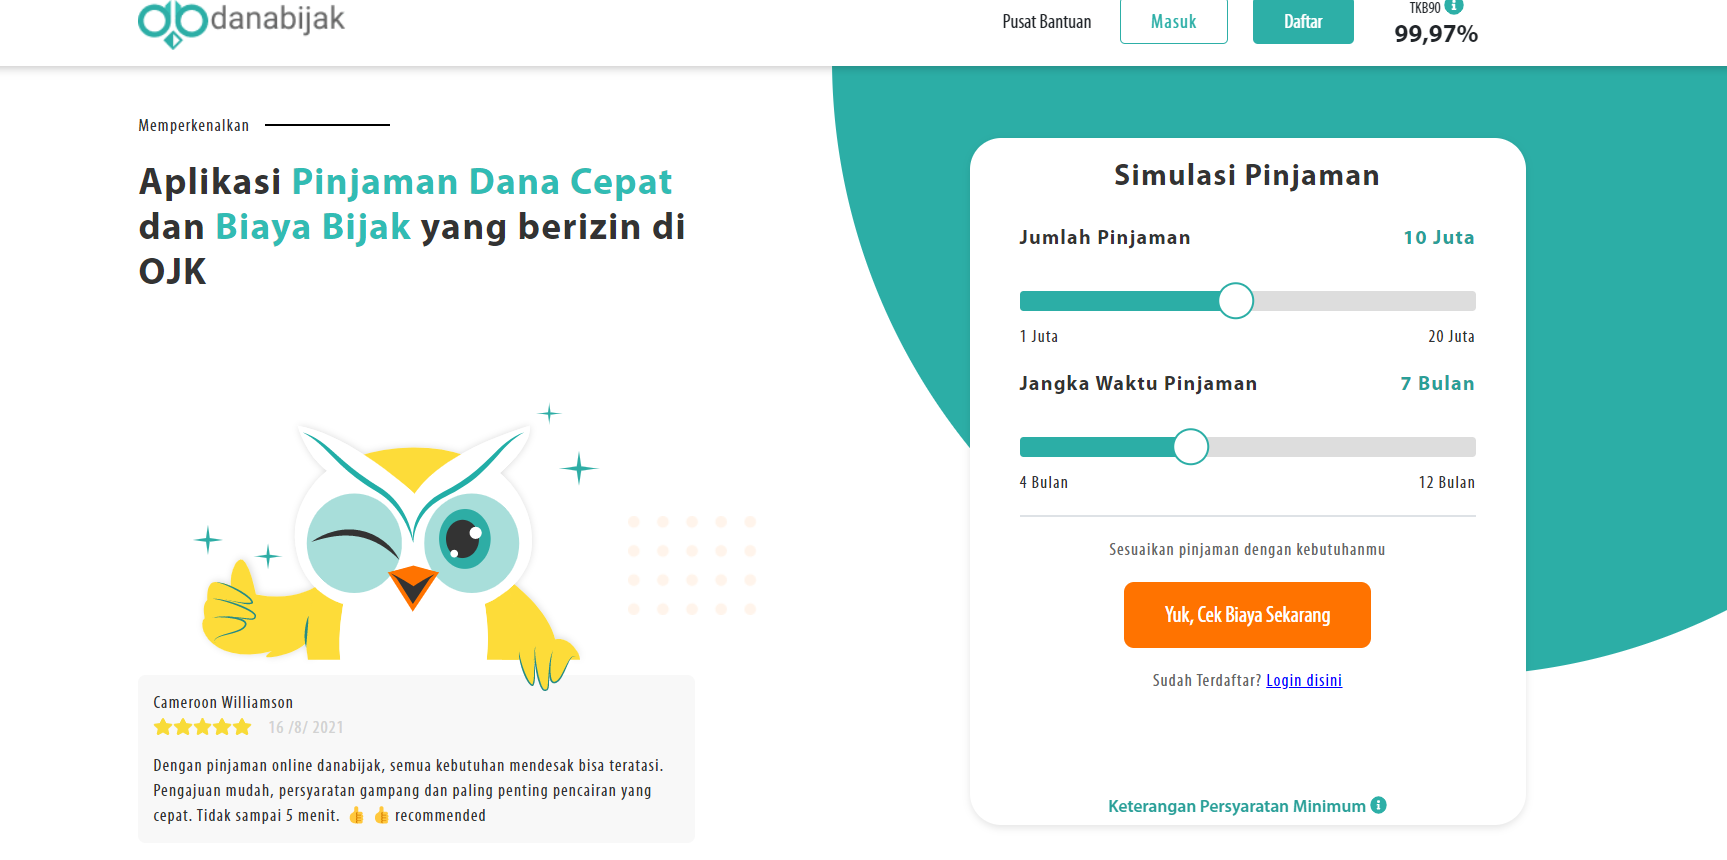 danabijak
Pusat Bantuan
Masuk
Daftar
TKB90
99,97%
Memperkenalkan
Aplikasi Pinjaman Dana Cepat
dan Biaya Bijak yang berizin di
OJK
Cameroon Williamson
16 /8/ 2021
Dengan pinjaman online danabijak, semua kebutuhan mendesak bisa teratasi.
Pengajuan mudah, persyaratan gampang dan paling penting pencairan yang
cepat. Tidak sampai 5 menit. 👍 👍 recommended
Simulasi Pinjaman
Jumlah Pinjaman 10 Juta
1 Juta 20 Juta
Jangka Waktu Pinjaman 7 Bulan
4 Bulan 12 Bulan
Sesuaikan pinjaman dengan kebutuhanmu
Yuk, Cek Biaya Sekarang
Sudah Terdaftar? Login disini
Keterangan Persyaratan Minimum